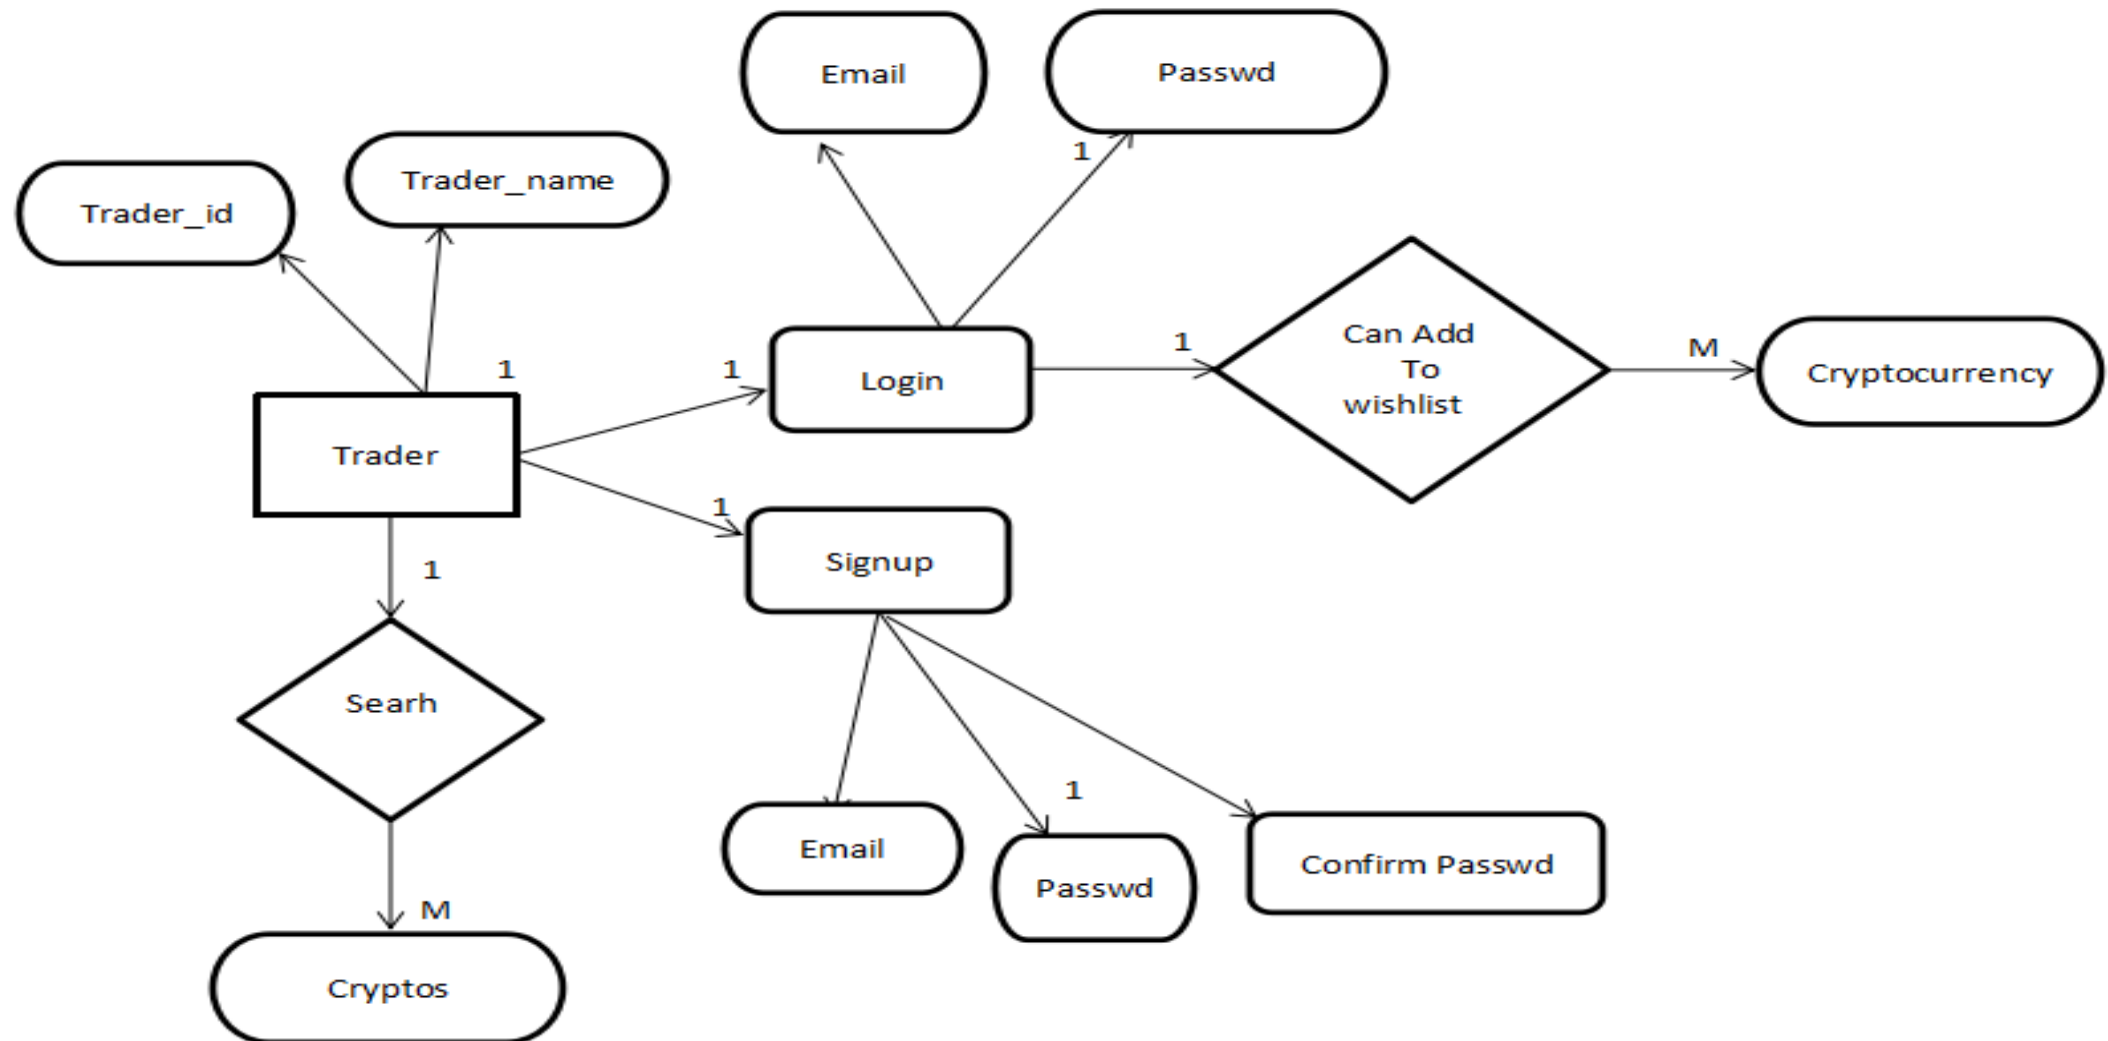 Email
Passwd
1
Trader_name
Trader_id
1
Can Add
To
wishlist
M
Cryptocurrency
1
1
Login
Trader
1
Signup
1
Searh
1
Email
Passwd
Confirm Passwd
M
Cryptos